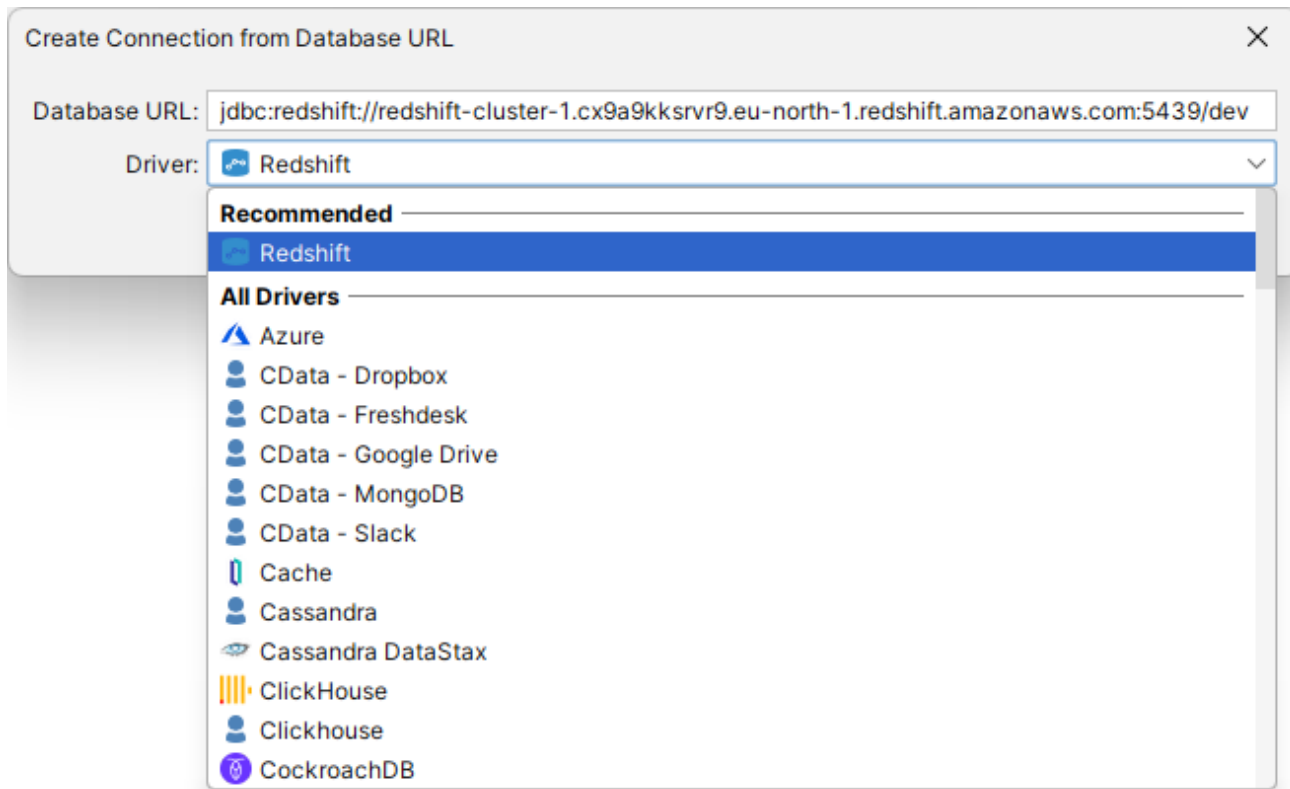 Create Connection from Database URL
Database URL: jdbc:redshift://redshift-cluster-1.cx9a9kksrvr9.eu-north-1.redshift.amazonaws.com:5439/dev
Driver: Redshift
Recommended
Redshift
All Drivers
Azure
CData - Dropbox
CData - Freshdesk
CData - Google Drive
CData - MongoDB
CData - Slack
Cache
Cassandra
Cassandra DataStax
ClickHouse
Clickhouse
CockroachDB